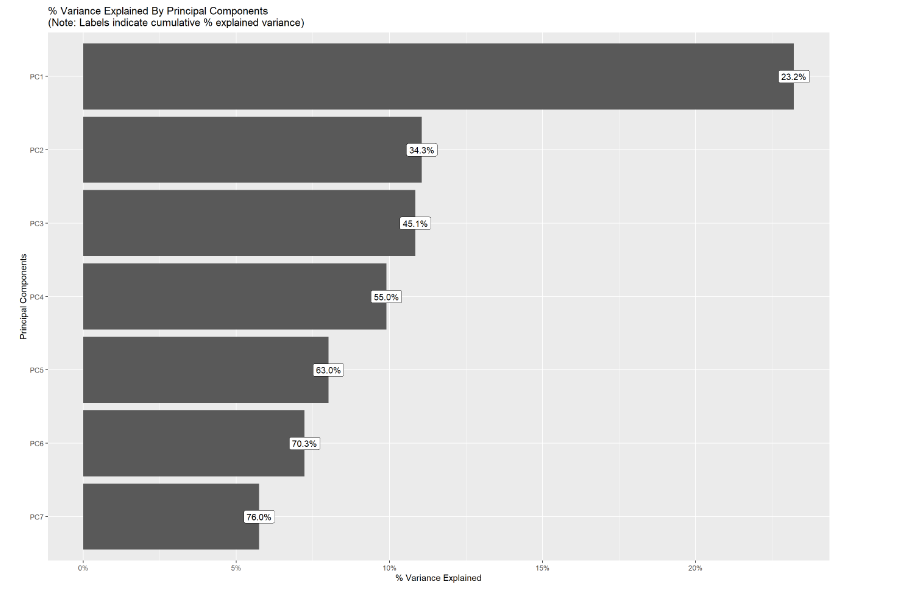 % Variance Explained By Principal Components
(Note: Labels indicate cumulative % explained variance)
Principal Components
PC1
23.2%
PC2
34.3%
PC3
45.1%
PC4
55.0%
PC5
63.0%
PC6
70.3%
PC7
76.0%
0% 5% 10% 15% 20%
% Variance Explained